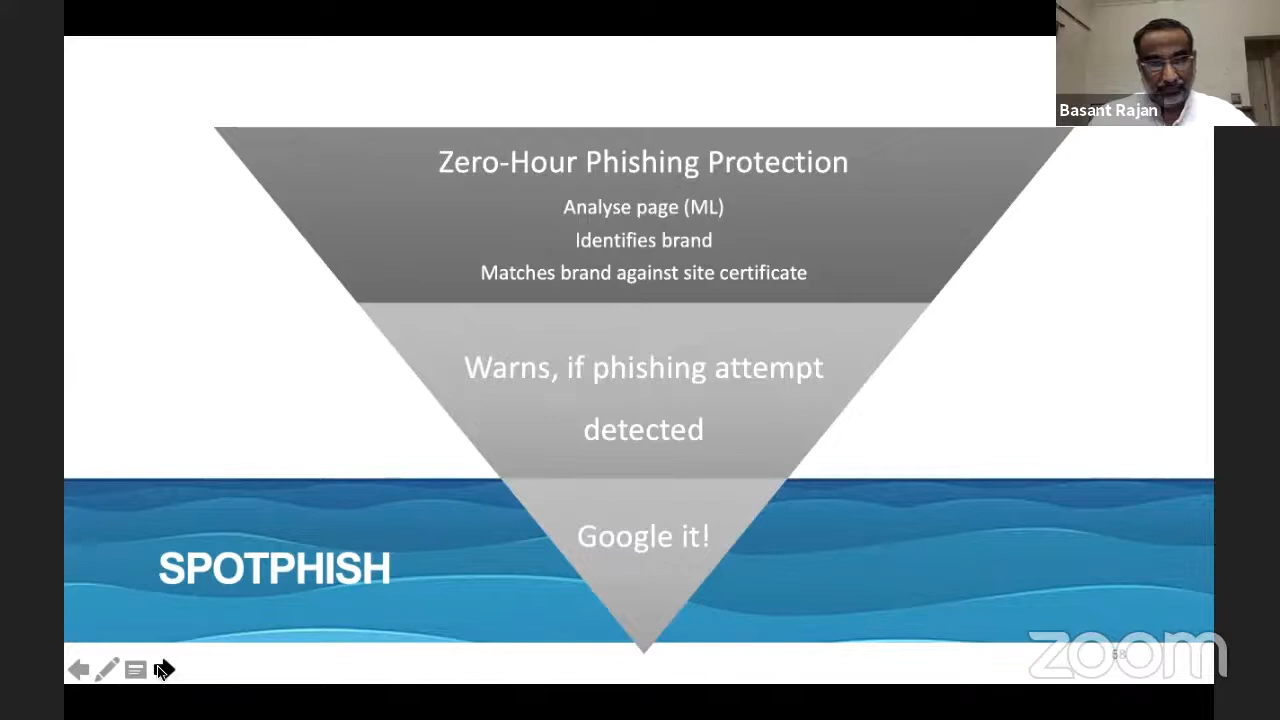 Basant Rajan
Zero-Hour Phishing Protection
Analyse page (ML)
Identifies brand
Matches brand against site certificate
Warns, if phishing attempt
detected
Google it!
SPOTPHISH
zoom
58